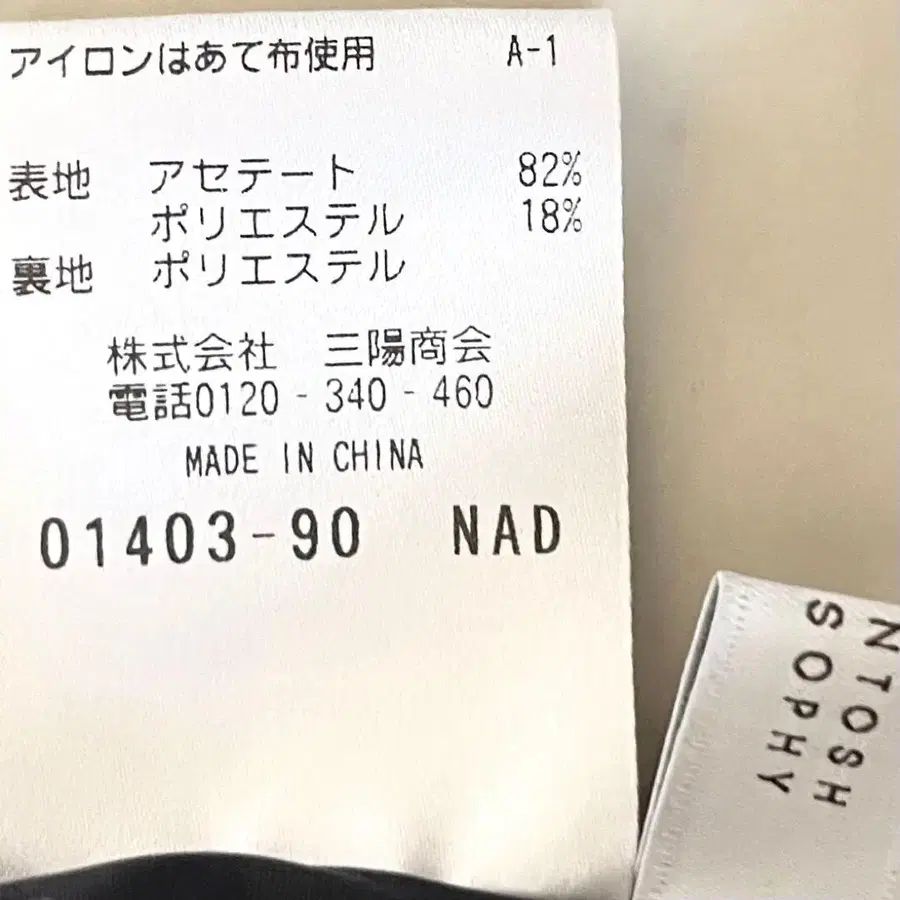 アイロンはあて布使用 A-1
表地 アセテート 82%
ポリエステル 18%
裏地 ポリエステル
株式会社 三陽商会
電話0120-340-460
MADE IN CHINA
01403-90 NAD
NTOSH
SOPHY